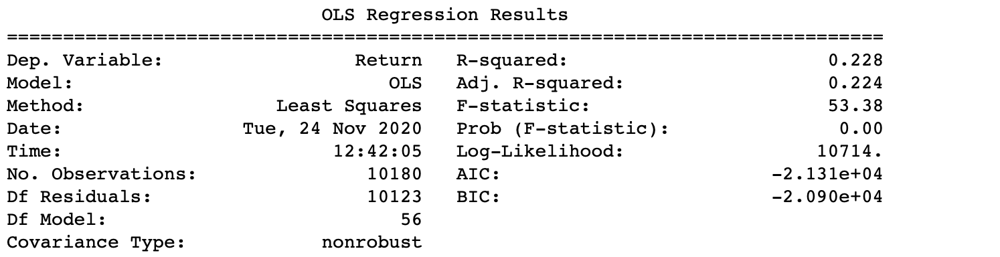 OLS Regression Results
==============================================================================
Dep. Variable: Return R-squared: 0.228
Model: OLS Adj. R-squared: 0.224
Method: Least Squares F-statistic: 53.38
Date: Tue, 24 Nov 2020 Prob (F-statistic): 0.00
Time: 12:42:05 Log-Likelihood: 10714.
No. Observations: 10180 AIC: -2.131e+04
Df Residuals: 10123 BIC: -2.090e+04
Df Model: 56
Covariance Type: nonrobust